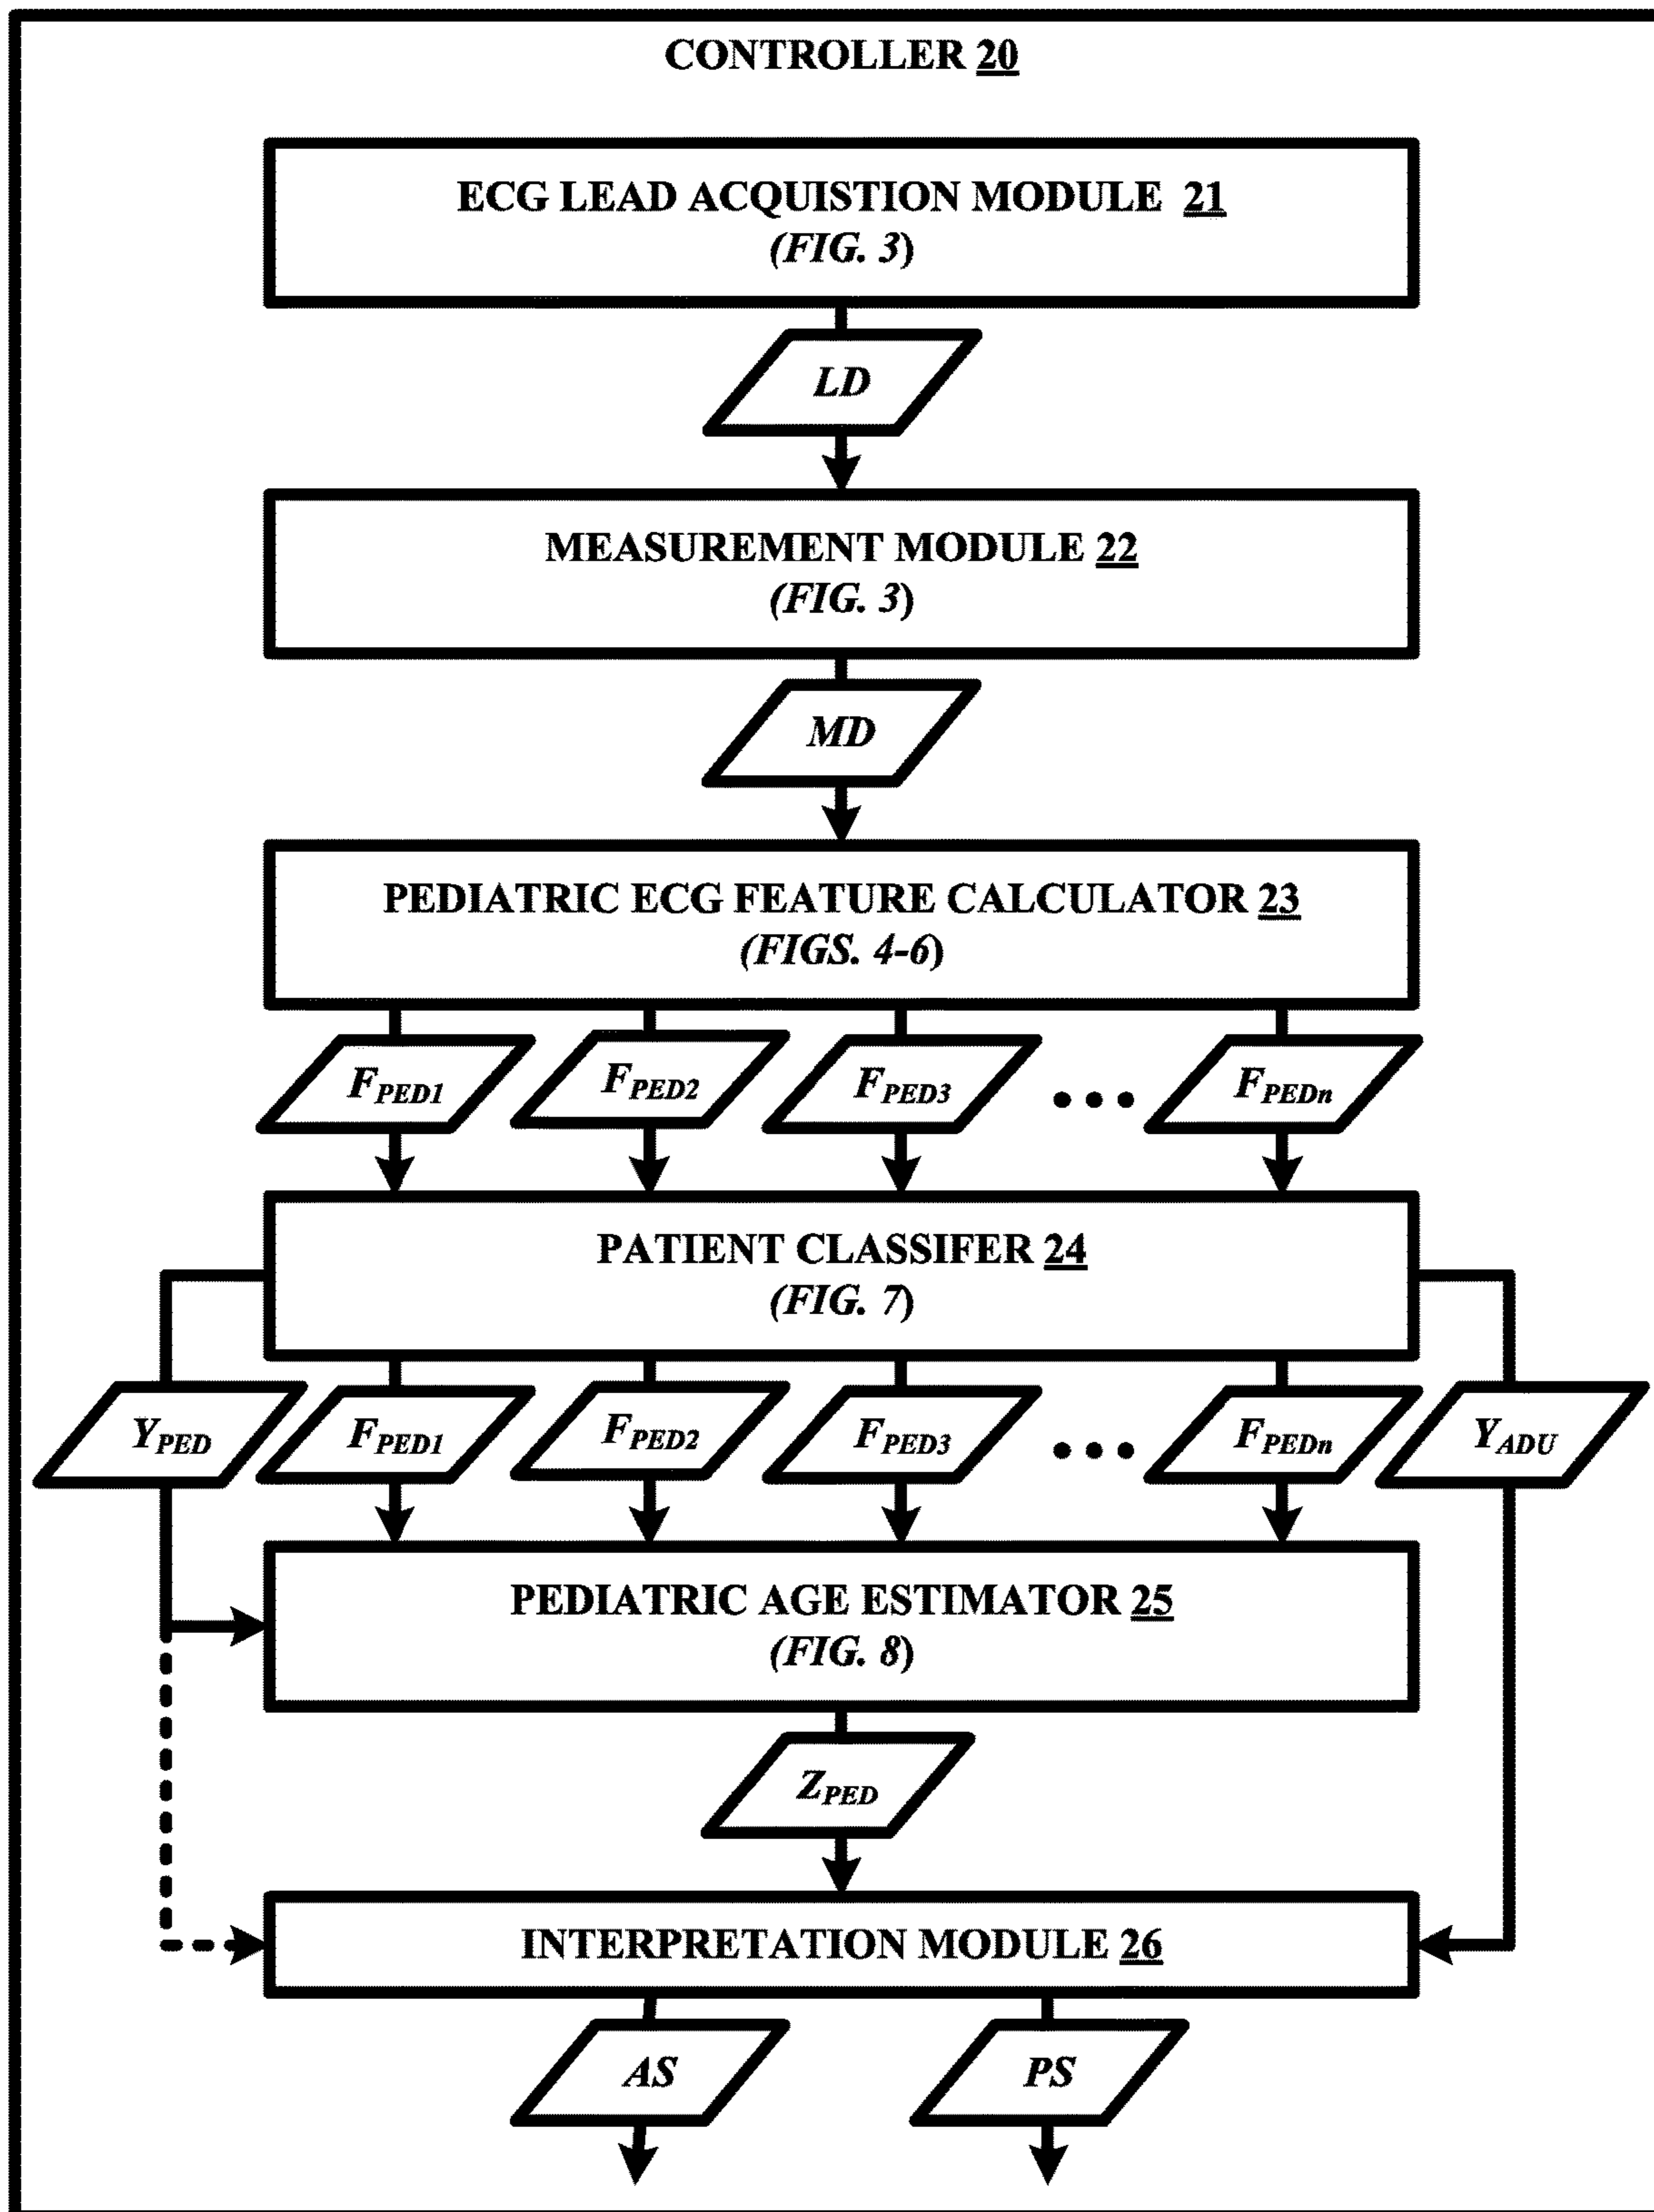 CONTROLLER 20
ECG LEAD ACQUISTION MODULE 21
(FIG. 3)
LD
MEASUREMENT MODULE 22
(FIG. 3)
MD
PEDIATRIC ECG FEATURE CALCULATOR 23
(FIGS. 4-6)
FPED1 FPED2 FPED3 ••• FPEDn
PATIENT CLASSIFER 24
(FIG. 7)
YPED FPED1 FPED2 FPED3 ••• FPEDn YADU
PEDIATRIC AGE ESTIMATOR 25
(FIG. 8)
ZPED
INTERPRETATION MODULE 26
AS PS